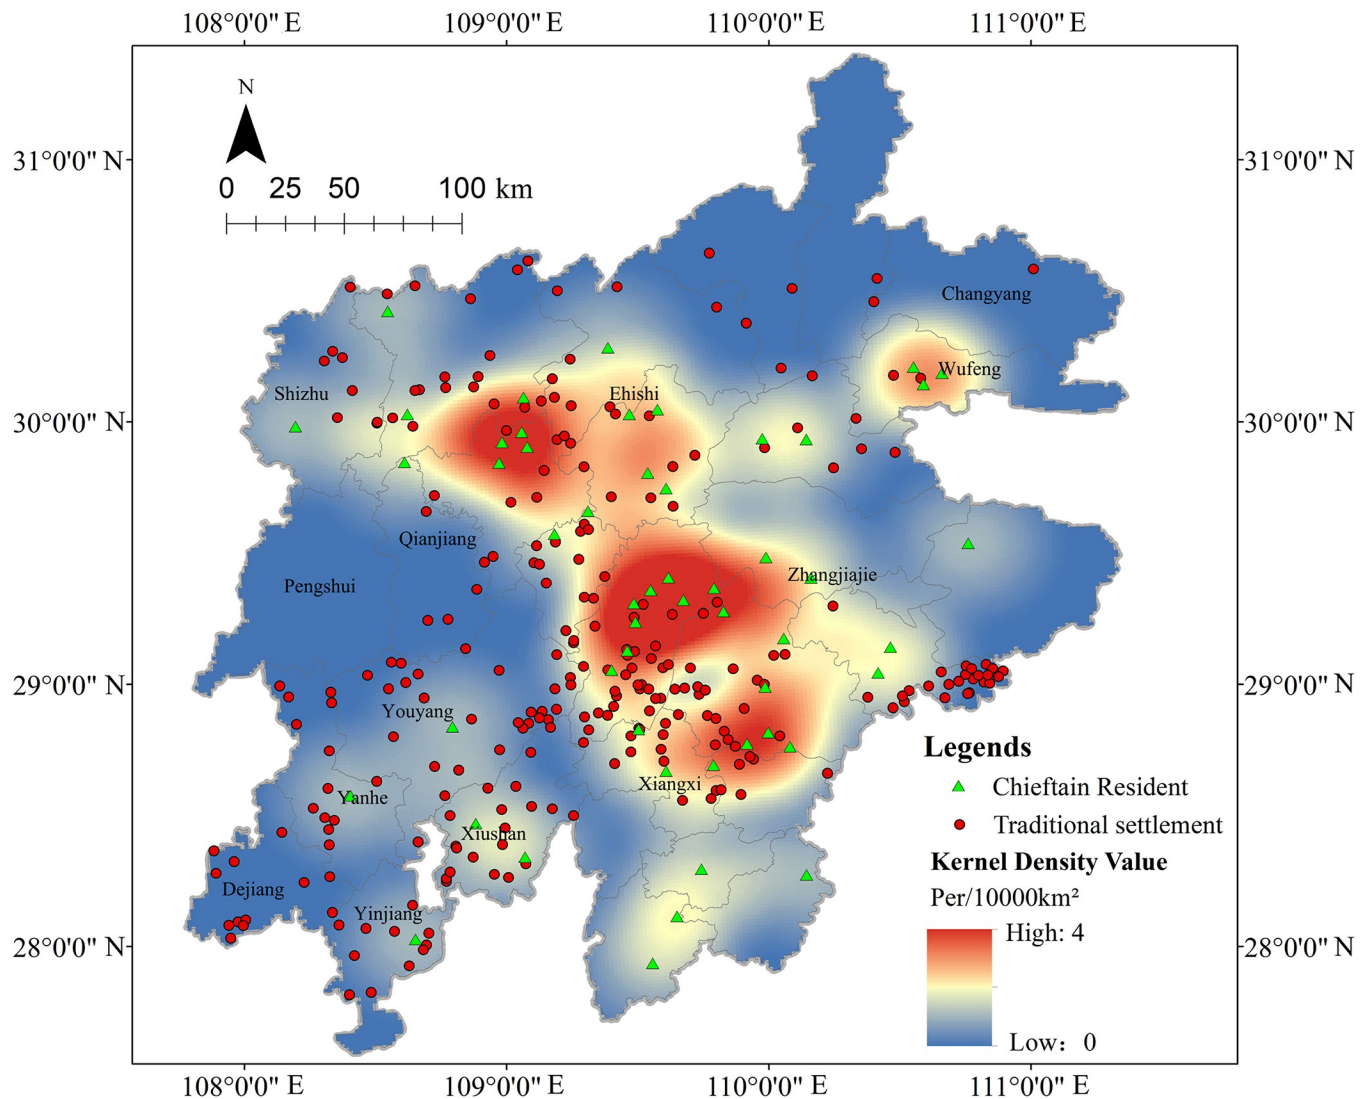 108°0'0" E
109°0'0" E
110°0'0" E
111°0'0" E
N
31°0'0" N
31°0'0" N
0 25 50 100 km
Changyang
Wufeng
Shizhu
Ehishi
30°0'0" N
30°0'0" N
Qianjiang
Zhangjiajie
Pengshui
29°0'0" N
29°0'0" N
Youyang
Legends
Xiangxi
Chieftain Resident
Yanhe
Traditional settlement
Xiushan
Kernel Density Value
Dejiang
Per/10000km²
Yinjiang
High: 4
28°0'0" N
28°0'0" N
Low: 0
108°0'0" E
109°0'0" E
110°0'0" E
111°0'0" E